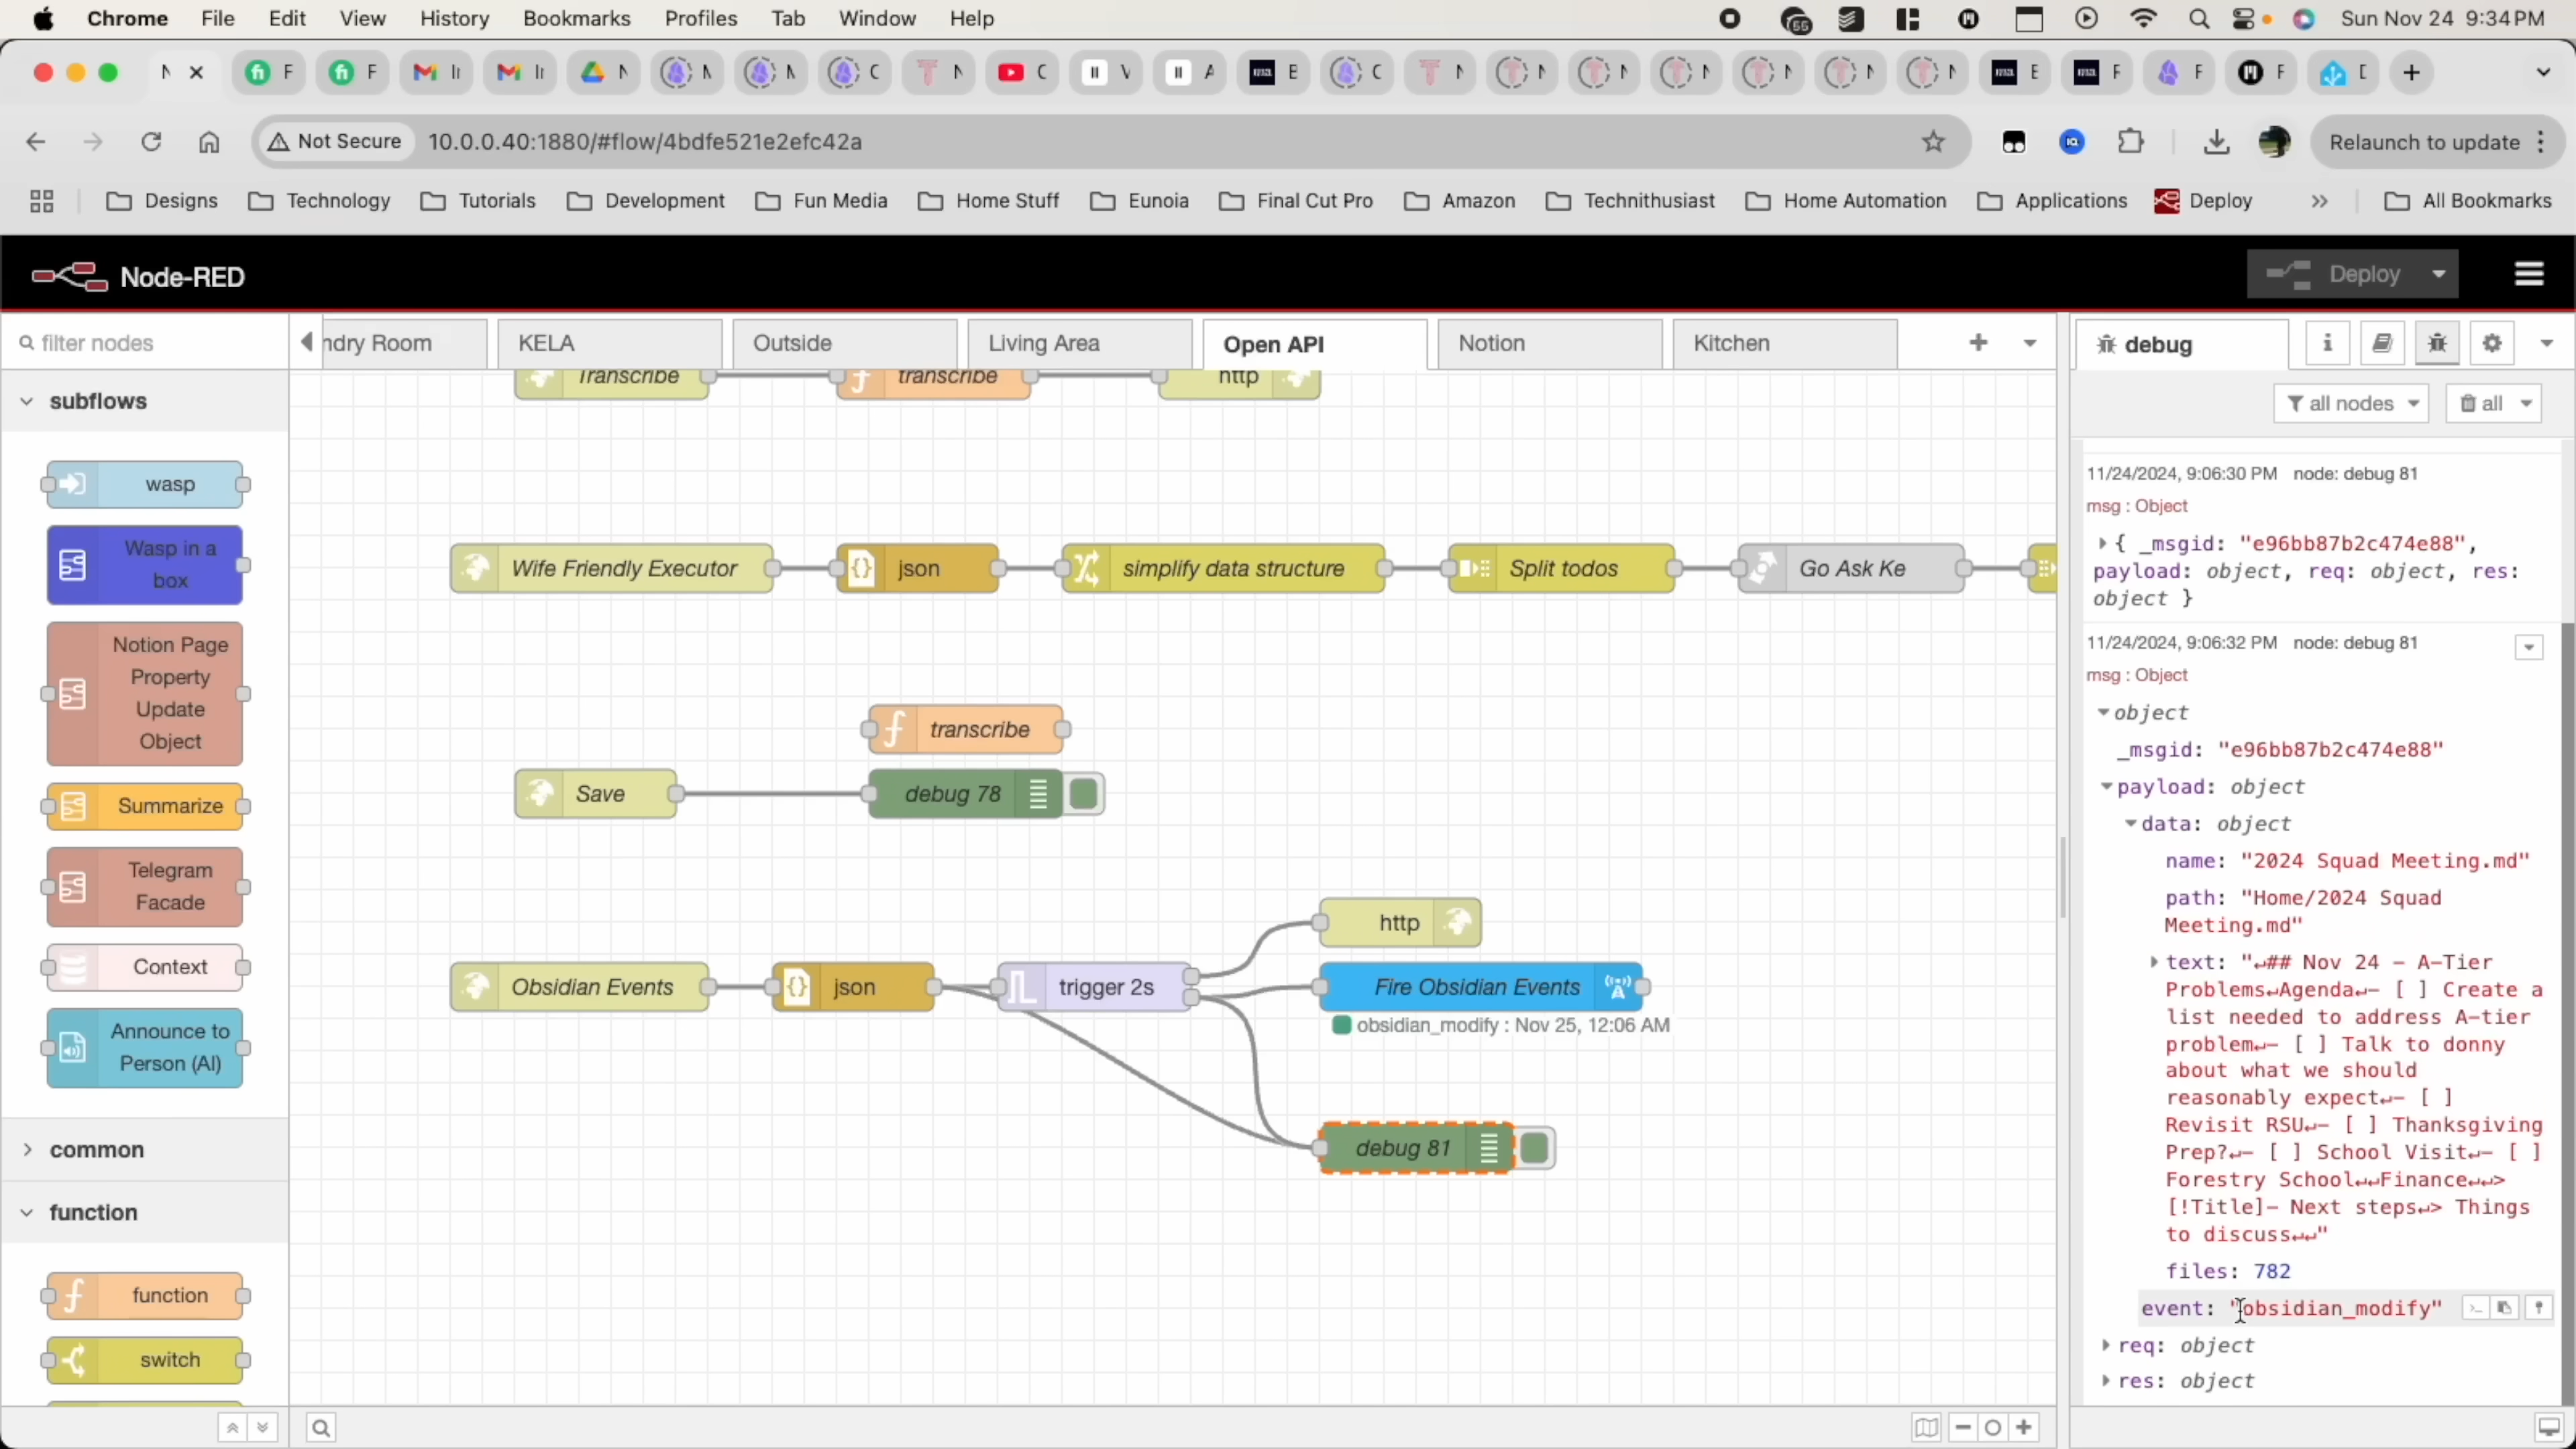 Chrome File Edit View History Bookmarks Profiles Tab Window Help
55
Sun Nov 24 9:34 PM
N F F Ir Ir N N N C N C V A E C N N N N N N N E F F F D
Not Secure 10.0.0.40:1880/#flow/4bdfe521e2efc42a
Relaunch to update
Designs Technology Tutorials Development Fun Media Home Stuff Eunoia Final Cut Pro Amazon Technithusiast Home Automation Applications Deploy » All Bookmarks
Node-RED
Deploy
filter nodes
ndry Room KELA Outside Living Area Open API Notion Kitchen
debug
all nodes all
subflows
wasp
Wasp in a
box
Notion Page
Property
Update
Object
Summarize
Telegram
Facade
Context
Announce to
Person (AI)
common
function
function
switch
Transcribe transcribe http
Wife Friendly Executor json simplify data structure Split todos Go Ask Ke
transcribe
Save debug 78
http
Obsidian Events json trigger 2s Fire Obsidian Events
obsidian_modify : Nov 25, 12:06 AM
debug 81
11/24/2024, 9:06:30 PM node: debug 81
msg : Object
{ _msgid: "e96bb87b2c474e88",
payload: object, req: object, res:
object }
11/24/2024, 9:06:32 PM node: debug 81
msg : Object
object
_msgid: "e96bb87b2c474e88"
payload: object
data: object
name: "2024 Squad Meeting.md"
path: "Home/2024 Squad
Meeting.md"
text: "↵## Nov 24 – A–Tier
Problems↵Agenda↵– [ ] Create a
list needed to address A–tier
problem↵– [ ] Talk to donny
about what we should
reasonably expect↵– [ ]
Revisit RSU↵– [ ] Thanksgiving
Prep?↵– [ ] School Visit↵– [ ]
Forestry School↵↵Finance↵↵>
[!Title]– Next steps↵> Things
to discuss↵↵"
files: 782
event: "obsidian_modify"
req: object
res: object